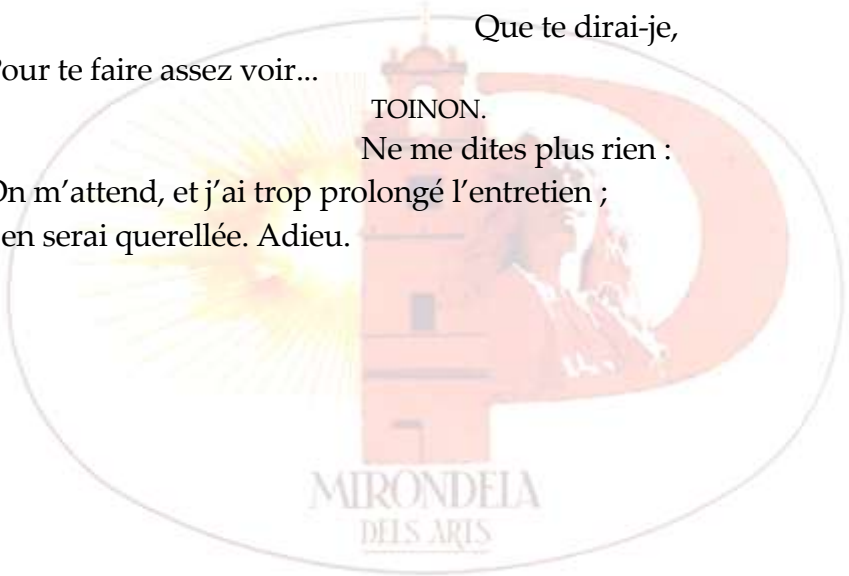 Que te dirai-je,
our te faire assez voir...
TOINON.
Ne me dites plus rien :
On m’attend, et j’ai trop prolongé l’entretien ;
en serai querellée. Adieu.
MIRONDELA
DELS ARTS